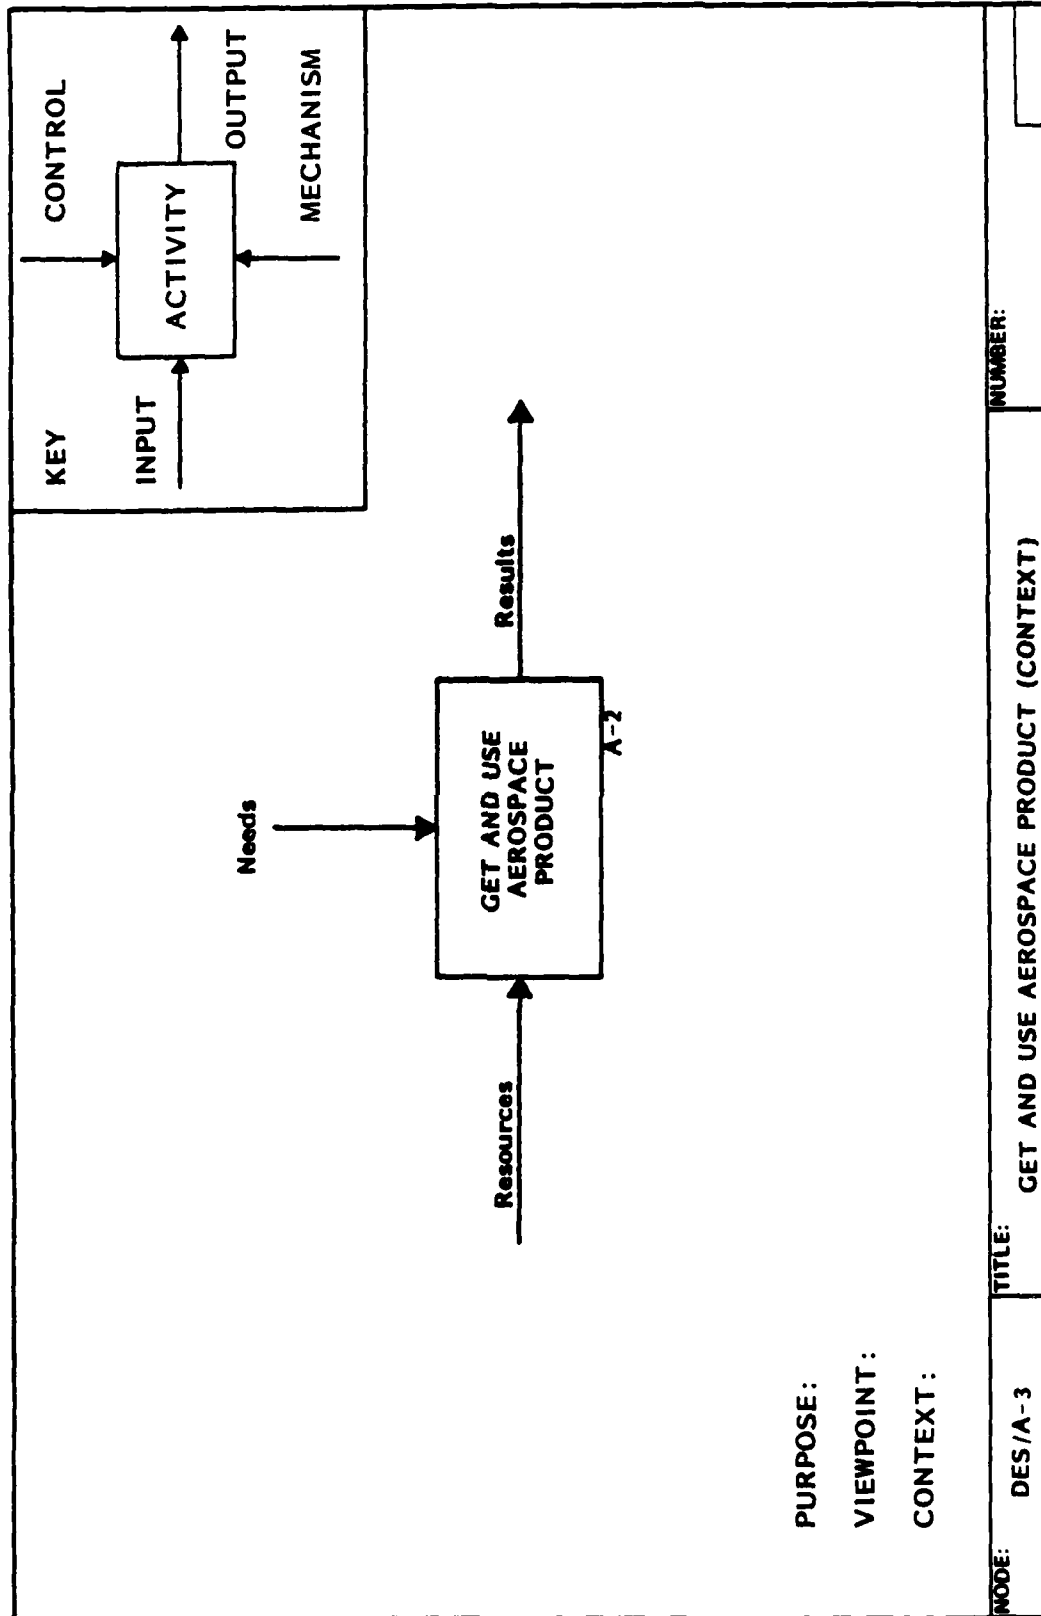 KEY
CONTROL
INPUT
ACTIVITY
OUTPUT
MECHANISM
Needs
Resources
GET AND USE
AEROSPACE
PRODUCT
A-2
Results
PURPOSE:
VIEWPOINT:
CONTEXT:
NODE:
DES/A-3
TITLE:
GET AND USE AEROSPACE PRODUCT (CONTEXT)
NUMBER: